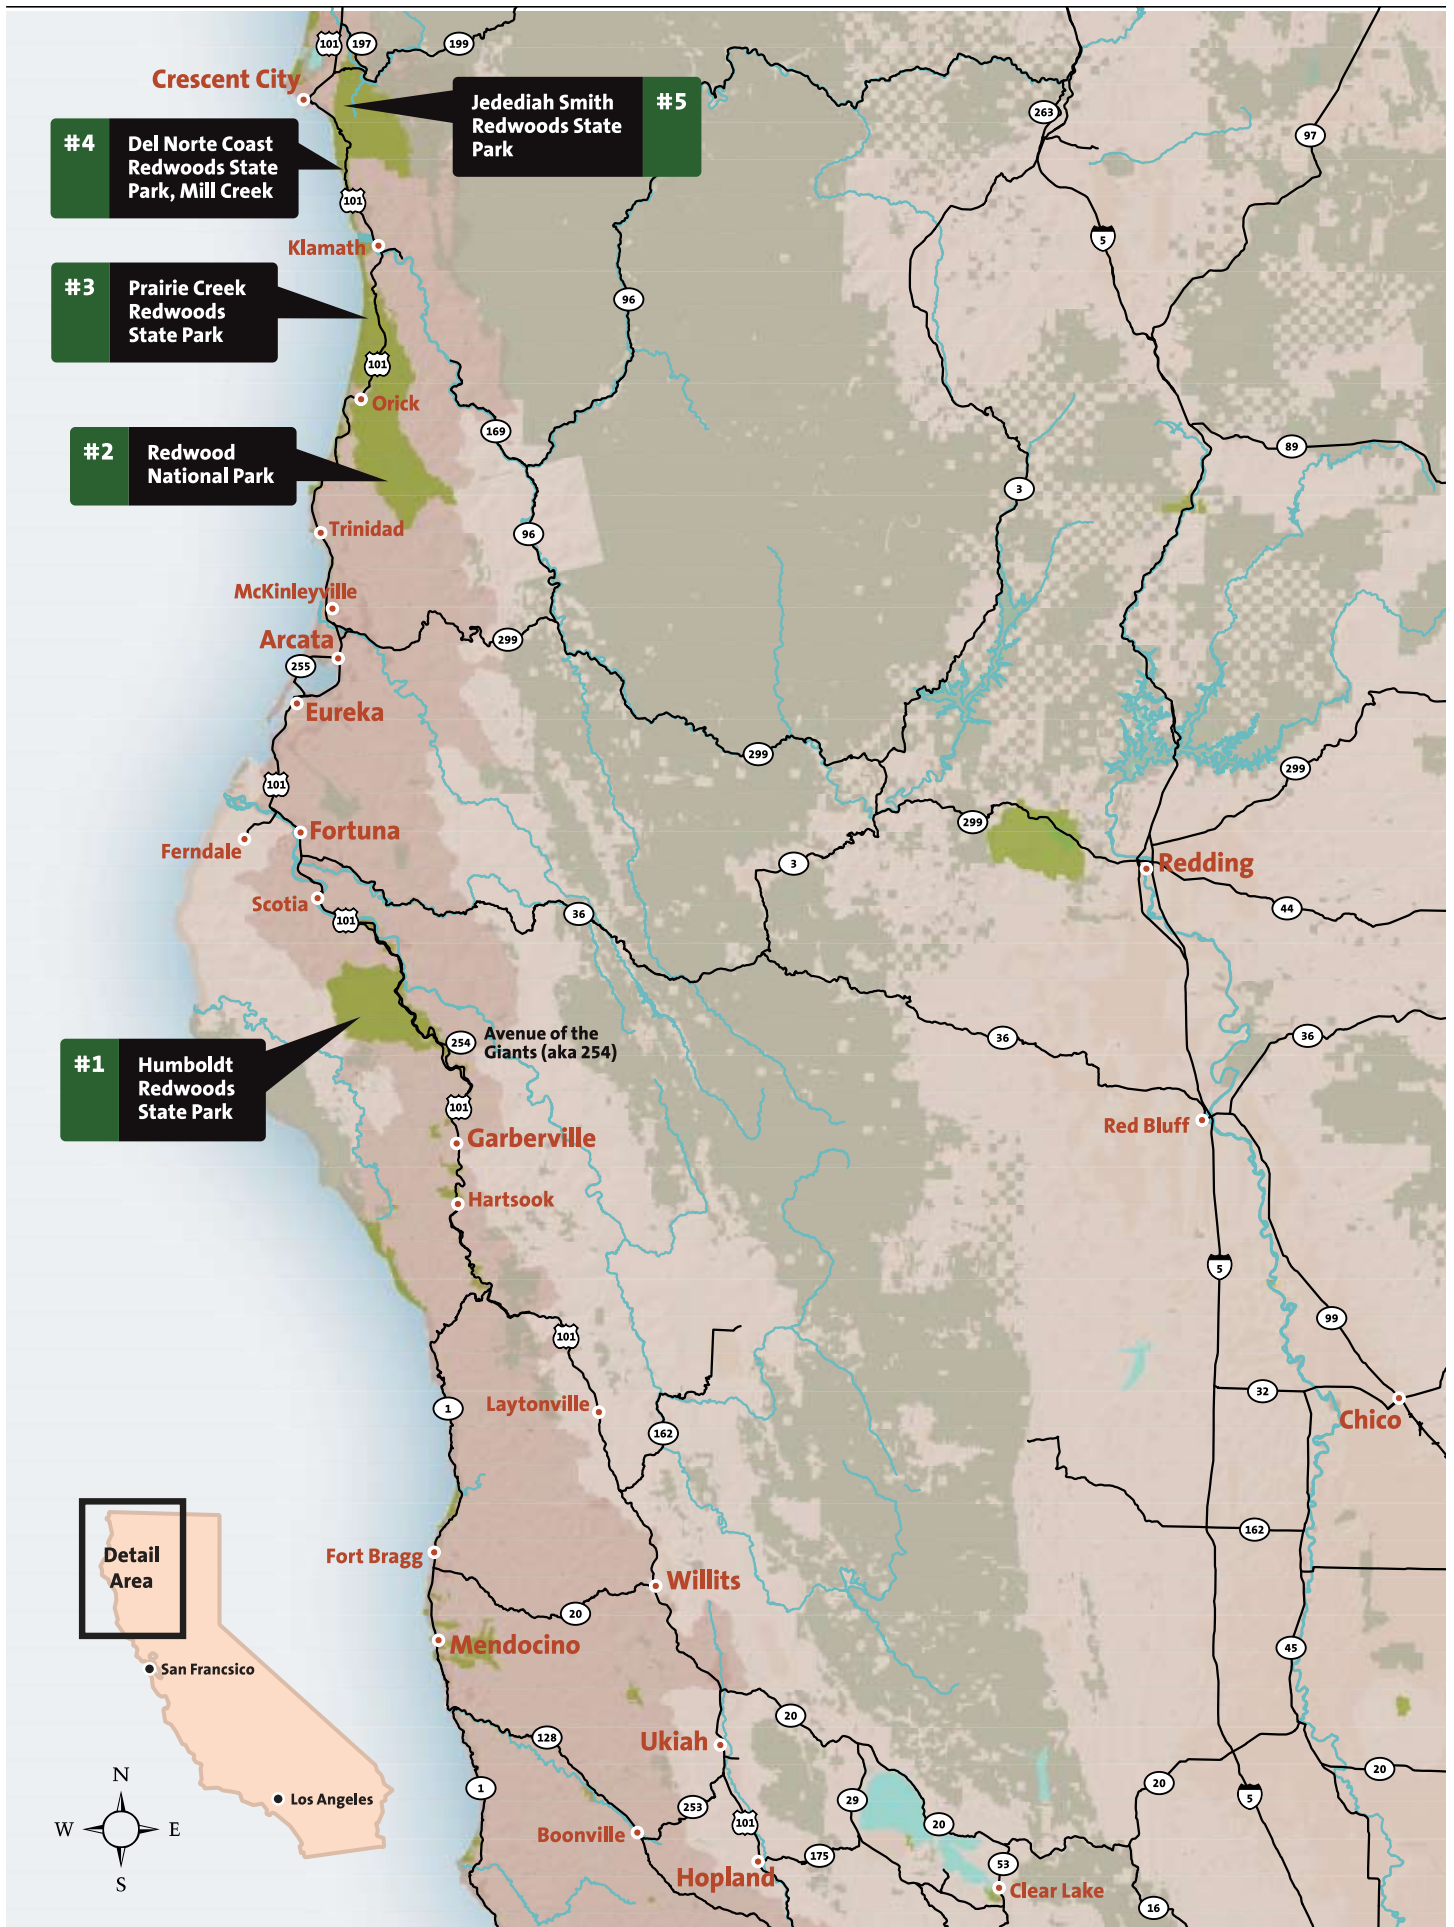 101
197
199
Crescent City
Jedediah Smith
Redwoods State
Park
#5
263
97
#4
Del Norte Coast
Redwoods State
Park, Mill Creek
101
5
Klamath
#3
Prairie Creek
Redwoods
State Park
96
101
Orick
169
89
#2
Redwood
National Park
3
Trinidad
96
McKinleyville
Arcata
299
255
Eureka
299
299
101
Fortuna
299
Ferndale
3
Redding
Scotia
101
36
44
254
Avenue of the
Giants (aka 254)
36
36
#1
Humboldt
Redwoods
State Park
101
Garberville
Red Bluff
Hartsook
5
101
99
1
Laytonville
32
Chico
162
162
Detail
Area
Fort Bragg
Willits
20
Mendocino
45
San Francsico
128
Ukiah
20
1
20
20
5
Los Angeles
253
29
101
20
Boonville
175
53
Hopland
Clear Lake
16
N
W
E
S